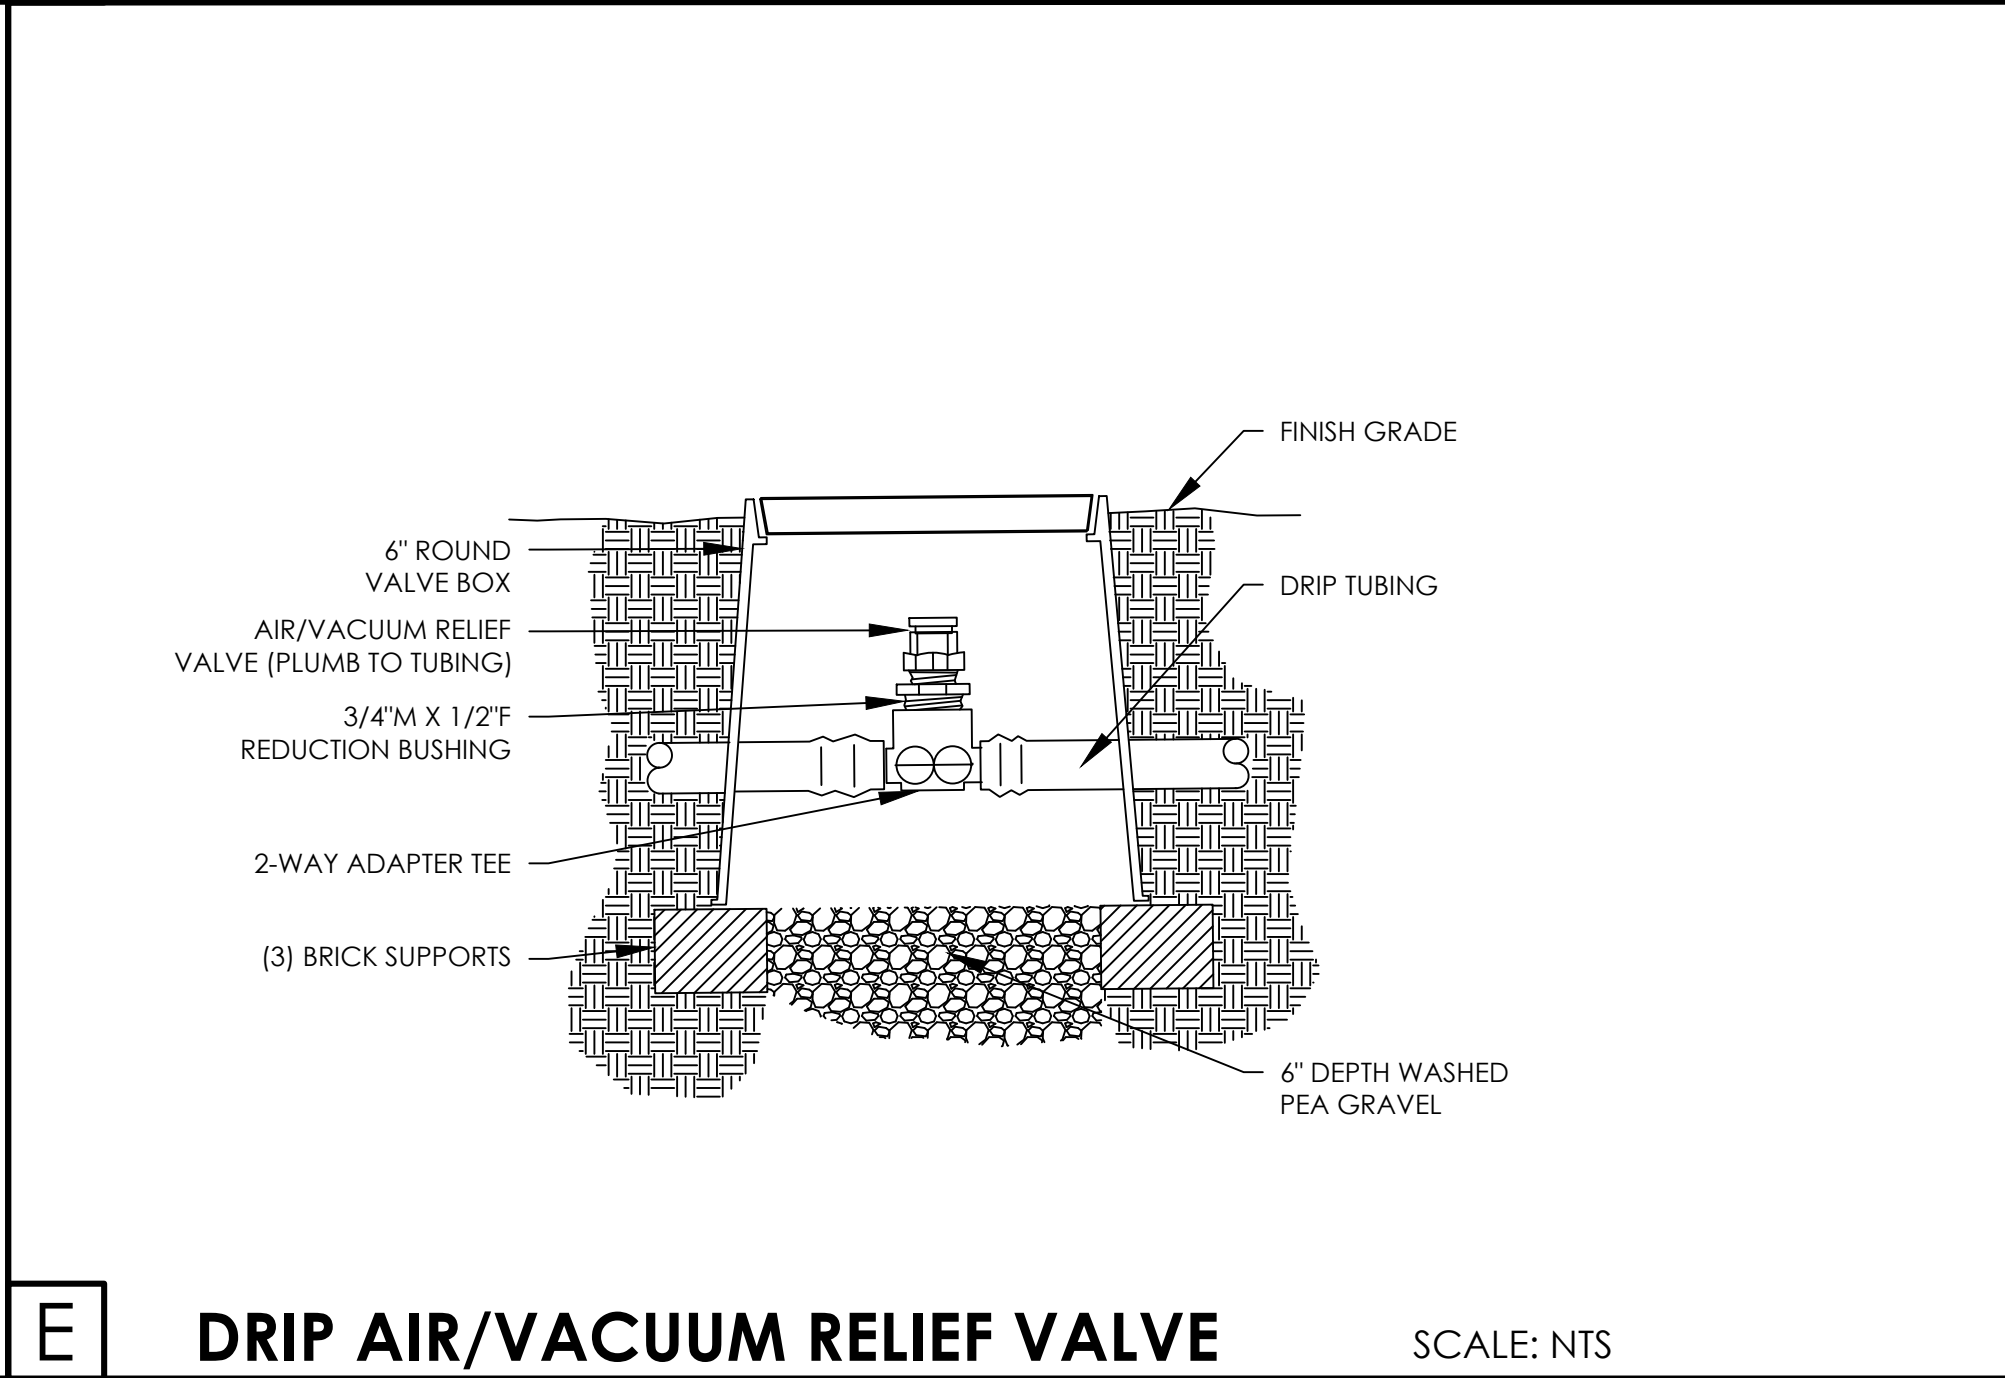 FINISH GRADE
6" ROUND
VALVE BOX
DRIP TUBING
AIR/VACUUM RELIEF
VALVE (PLUMB TO TUBING)
3/4"M X 1/2"F
REDUCTION BUSHING
2-WAY ADAPTER TEE
(3) BRICK SUPPORTS
6" DEPTH WASHED
PEA GRAVEL
E
DRIP AIR/VACUUM RELIEF VALVE
SCALE: NTS